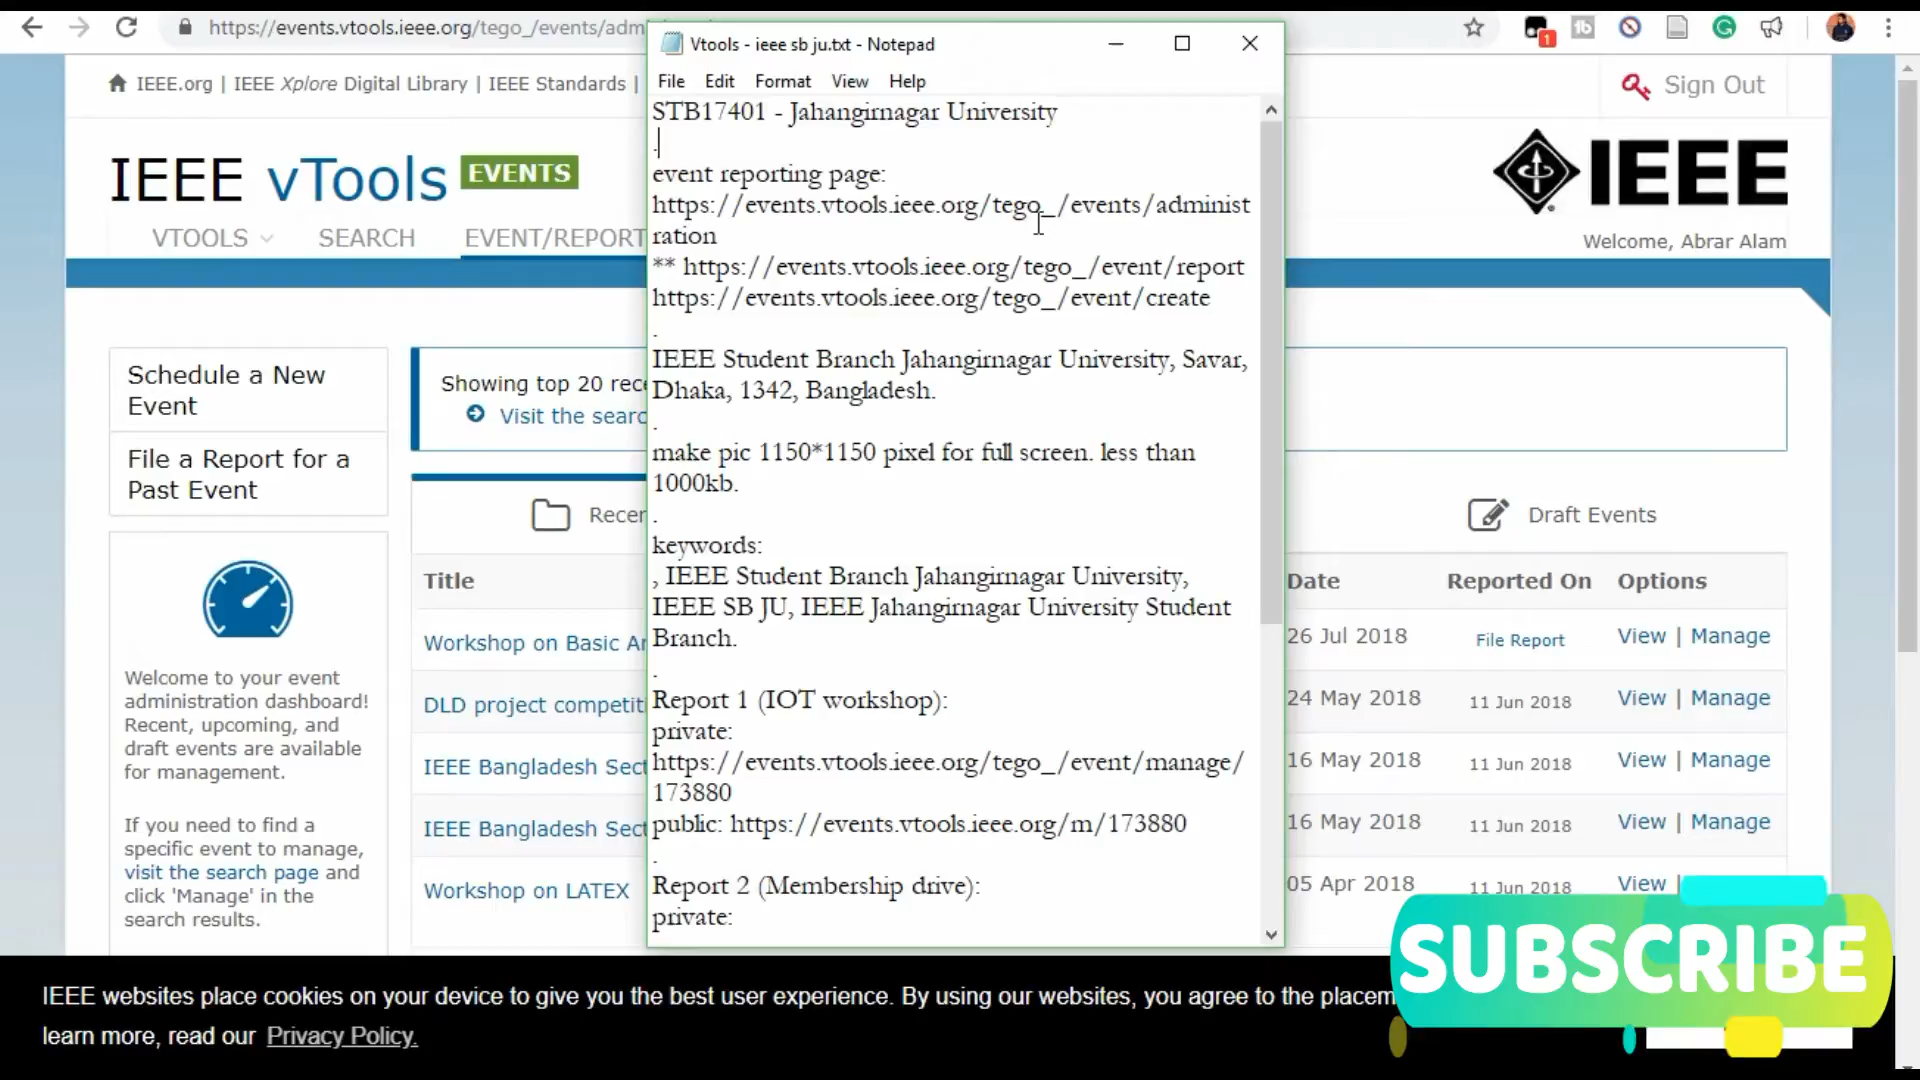 https://events.vtools.ieee.org/tego_/events/adm
1
IEEE.org | IEEE Xplore Digital Library | IEEE Standards |
Sign Out
IEEE vTools EVENTS
IEEE
VTOOLS
SEARCH
EVENT/REPORT
Welcome, Abrar Alam
Schedule a New
Event
File a Report for a
Past Event
Welcome to your event
administration dashboard!
Recent, upcoming, and
draft events are available
for management.
If you need to find a
specific event to manage,
visit the search page and
click 'Manage' in the
search results.
Showing top 20 rece
Visit the searc
Recen
Draft Events
Title
Date
Reported On
Options
Workshop on Basic Ar
26 Jul 2018
File Report
View | Manage
DLD project competiti
24 May 2018
11 Jun 2018
View | Manage
IEEE Bangladesh Sect
16 May 2018
11 Jun 2018
View | Manage
IEEE Bangladesh Sect
16 May 2018
11 Jun 2018
View | Manage
Workshop on LATEX
05 Apr 2018
11 Jun 2018
View
Vtools - ieee sb ju.txt - Notepad
File Edit Format View Help
STB17401 - Jahangirnagar University
.
event reporting page:
https://events.vtools.ieee.org/tego_/events/administ
ration
** https://events.vtools.ieee.org/tego_/event/report
https://events.vtools.ieee.org/tego_/event/create
.
IEEE Student Branch Jahangirnagar University, Savar,
Dhaka, 1342, Bangladesh.
.
make pic 1150*1150 pixel for full screen. less than
1000kb.
.
keywords:
, IEEE Student Branch Jahangirnagar University,
IEEE SB JU, IEEE Jahangirnagar University Student
Branch.
.
Report 1 (IOT workshop):
private:
https://events.vtools.ieee.org/tego_/event/manage/
173880
public: https://events.vtools.ieee.org/m/173880
.
Report 2 (Membership drive):
private:
IEEE websites place cookies on your device to give you the best user experience. By using our websites, you agree to the placem
learn more, read our Privacy Policy.
SUBSCRIBE